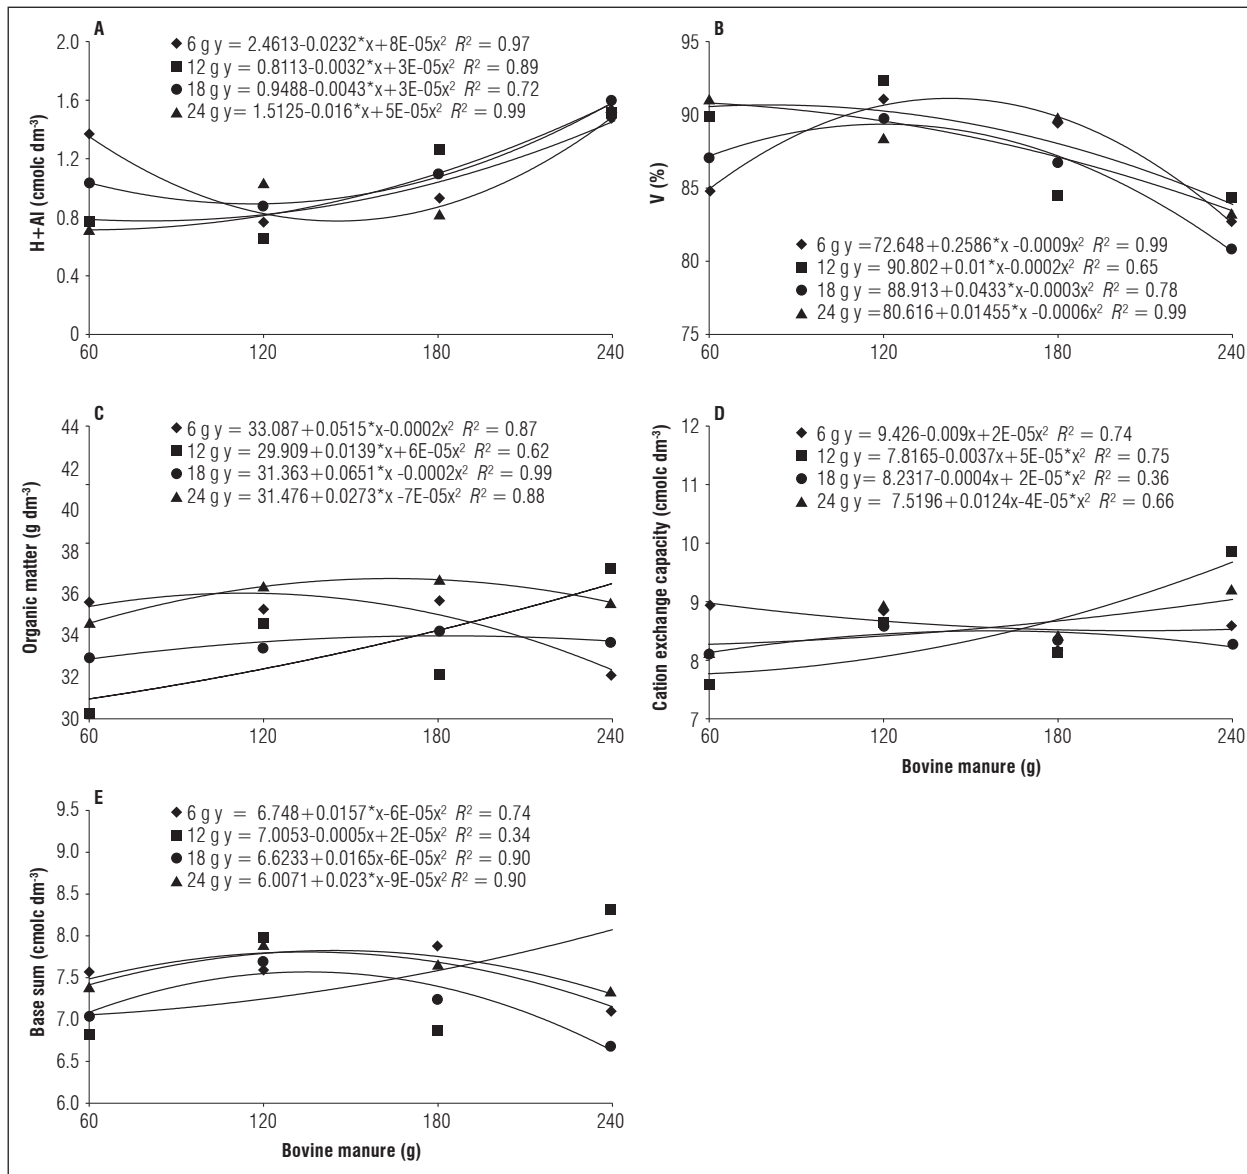 A
◆ 6 g y = 2.4613-0.0232*x+8E-05x² R² = 0.97
■ 12 g y = 0.8113-0.0032*x+3E-05x² R² = 0.89
● 18 g y = 0.9488-0.0043*x+3E-05x² R² = 0.72
▲ 24 g y = 1.5125-0.016*x+5E-05x² R² = 0.99
H+Al (cmolc dm-³)
2.0
1.6
1.2
0.8
0.4
0
60 120 180 240
B
V (%)
95
90
85
80
75
◆ 6 g y =72.648+0.2586*x -0.0009x² R² = 0.99
■ 12 g y = 90.802+0.01*x-0.0002x² R² = 0.65
● 18 g y = 88.913+0.0433*x-0.0003x² R² = 0.78
▲ 24 g y =80.616+0.01455*x -0.0006x² R² = 0.99
60 120 180 240
C
◆ 6 g y = 33.087+0.0515*x-0.0002x² R² = 0.87
■ 12 g y = 29.909+0.0139*x+6E-05x² R² = 0.62
● 18 g y = 31.363+0.0651*x -0.0002x² R² = 0.99
▲ 24 g y = 31.476+0.0273*x -7E-05x² R² = 0.88
Organic matter (g dm-³)
44
42
40
38
36
34
32
30
60 120 180 240
D
◆ 6 g y = 9.426-0.009x+2E-05x² R² = 0.74
■ 12 g y = 7.8165-0.0037x+5E-05*x² R² = 0.75
● 18 g y= 8.2317-0.0004x+ 2E-05*x² R² = 0.36
▲ 24 g y = 7.5196+0.0124x-4E-05*x² R² = 0.66
Cation exchange capacity (cmolc dm-³)
12
11
10
9
8
7
60 120 180 240
Bovine manure (g)
E
◆ 6 g y = 6.748+0.0157*x-6E-05x² R² = 0.74
■ 12 g y = 7.0053-0.0005x+2E-05x² R² = 0.34
● 18 g y = 6.6233+0.0165x-6E-05x² R² = 0.90
▲ 24 g y = 6.0071+0.023*x-9E-05x² R² = 0.90
Base sum (cmolc dm-³)
9.5
9.0
8.5
8.0
7.5
7.0
6.5
6.0
60 120 180 240
Bovine manure (g)